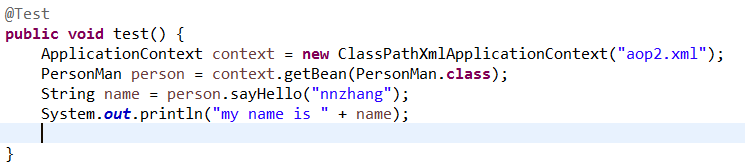 @Test
public void test() {
    ApplicationContext context = new ClassPathXmlApplicationContext("aop2.xml");
    PersonMan person = context.getBean(PersonMan.class);
    String name = person.sayHello("nnzhang");
    System.out.println("my name is " + name);
}